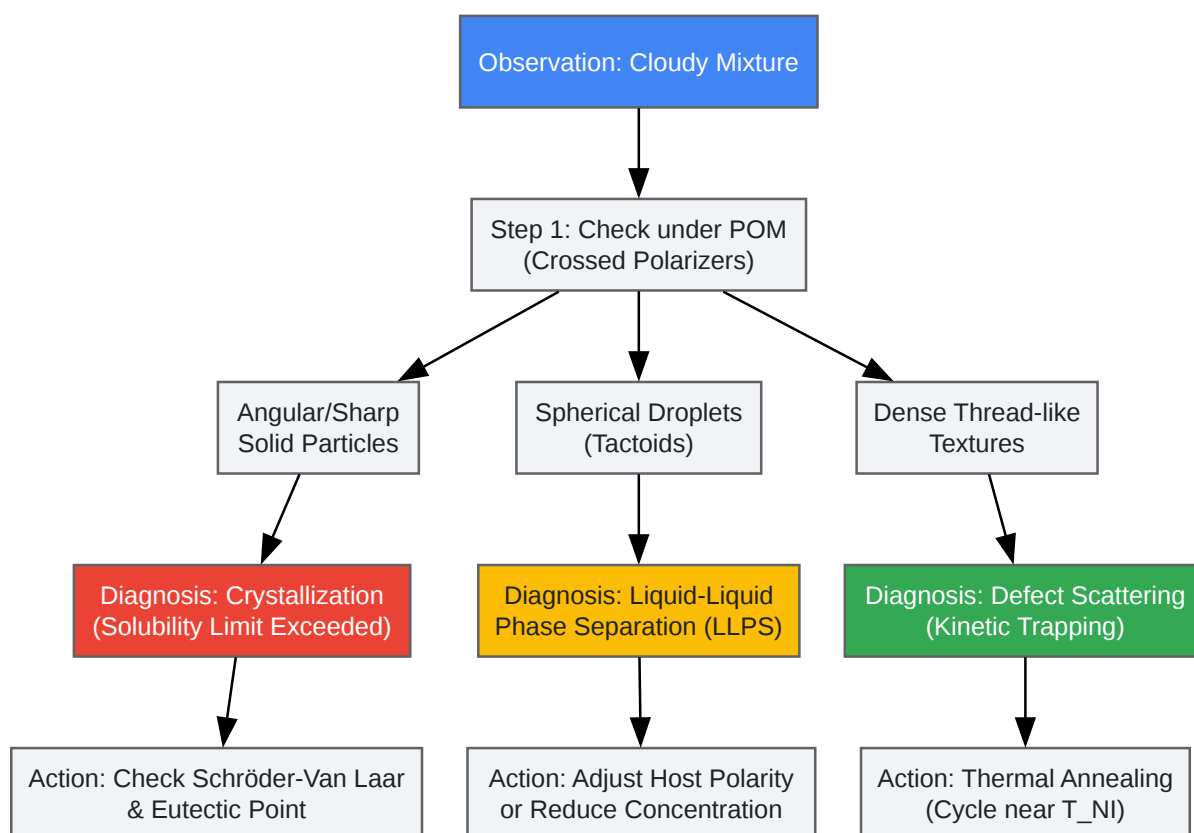 Observation: Cloudy Mixture
Step 1: Check under POM
(Crossed Polarizers)
Angular/Sharp
Solid Particles
Spherical Droplets
(Tactoids)
Dense Thread-like
Textures
Diagnosis: Crystallization
(Solubility Limit Exceeded)
Diagnosis: Liquid-Liquid
Phase Separation (LLPS)
Diagnosis: Defect Scattering
(Kinetic Trapping)
Action: Check Schröder-Van Laar
& Eutectic Point
Action: Adjust Host Polarity
or Reduce Concentration
Action: Thermal Annealing
(Cycle near T_NI)